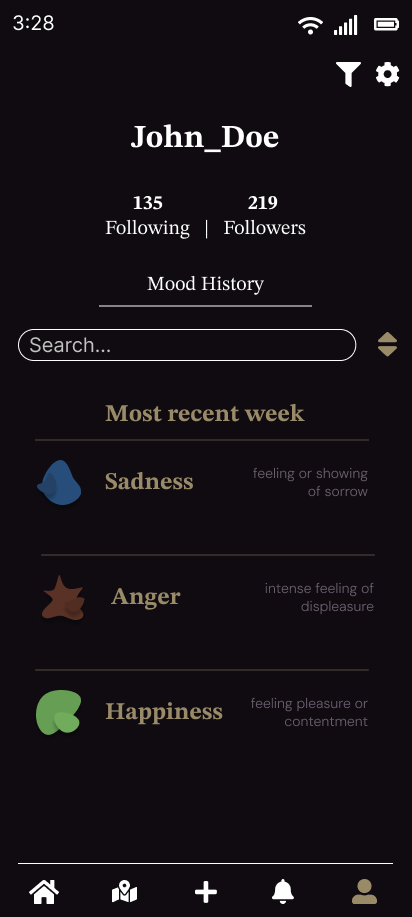 3:28
John_Doe
135 219
Following | Followers
Mood History
Search...
Most recent week
Sadness
feeling or showing
of sorrow
Anger
intense feeling of
displeasure
Happiness
feeling pleasure or
contentment